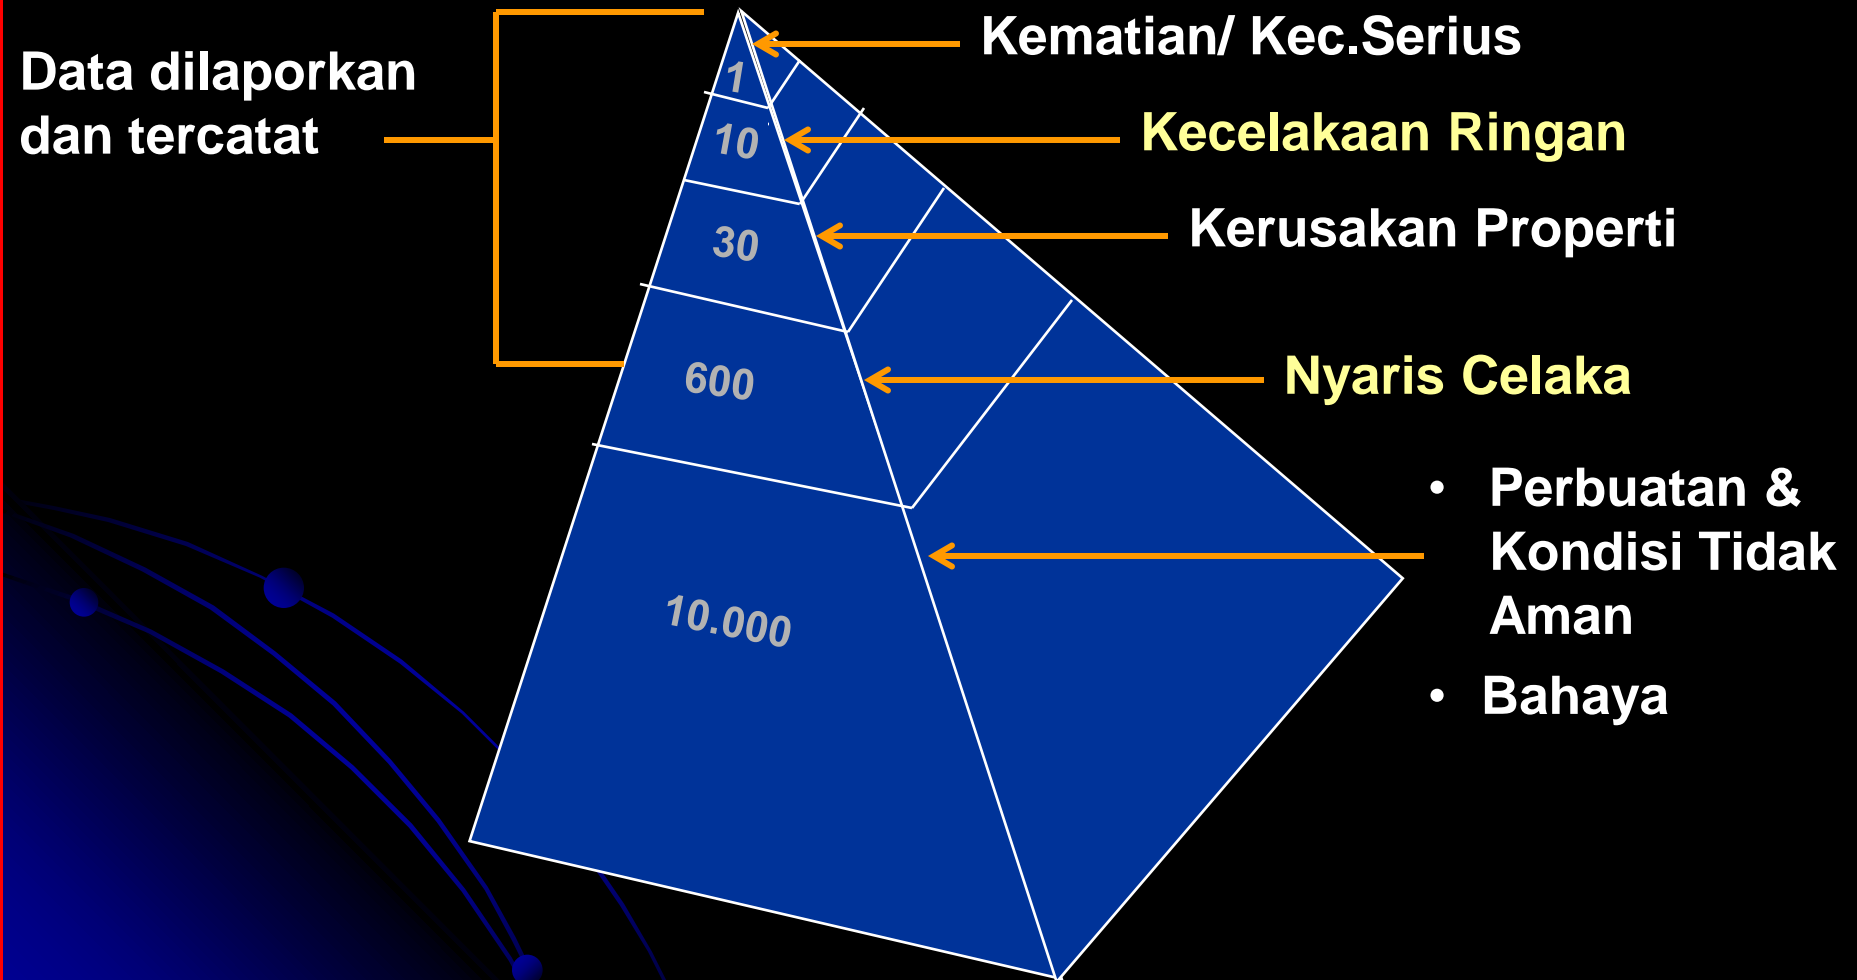 Data dilaporkan
dan tercatat
Kematian/ Kec.Serius
1
Kecelakaan Ringan
10
Kerusakan Properti
30
Nyaris Celaka
600
• Perbuatan &
Kondisi Tidak
Aman
• Bahaya
10.000